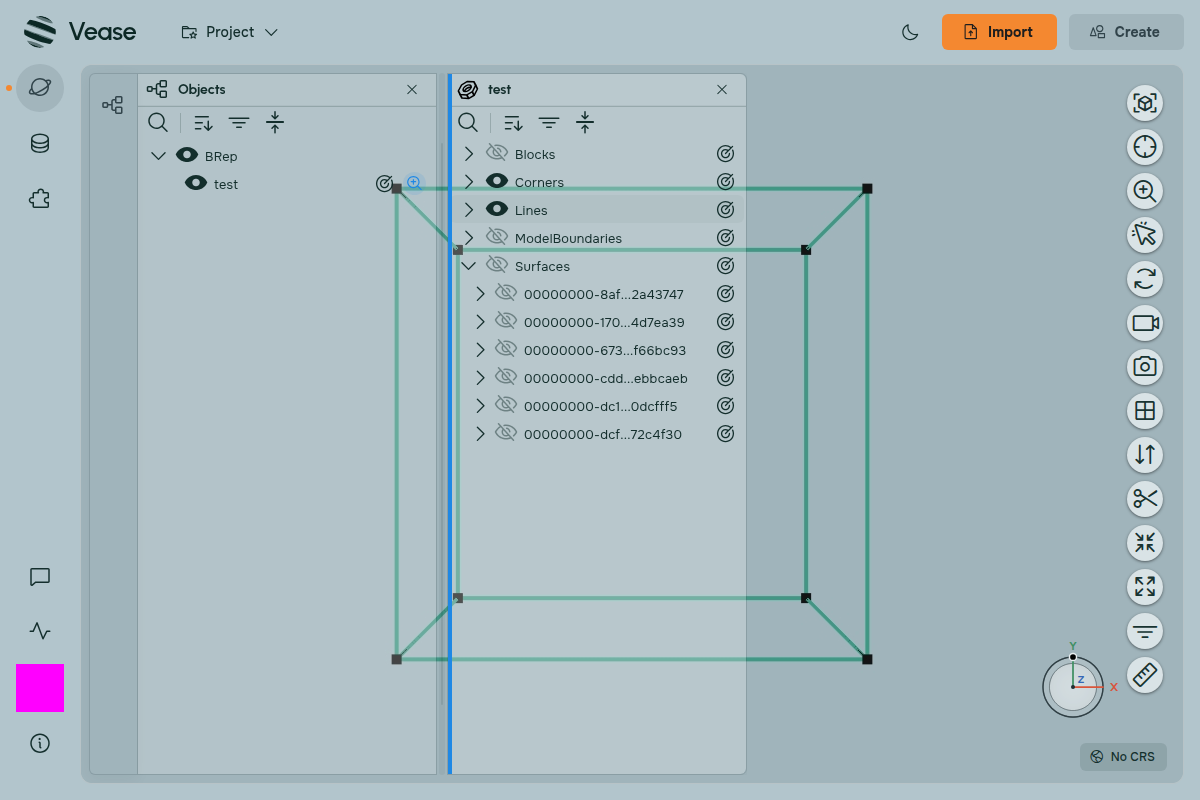 Vease
Project
Import
Create
Objects
test
BRep
test
Blocks
Corners
Lines
ModelBoundaries
Surfaces
00000000-8af...2a43747
00000000-170...4d7ea39
00000000-673...f66bc93
00000000-cdd...ebbcaeb
00000000-dc1...0dcfff5
00000000-dcf...72c4f30
Y
Z
X
No CRS